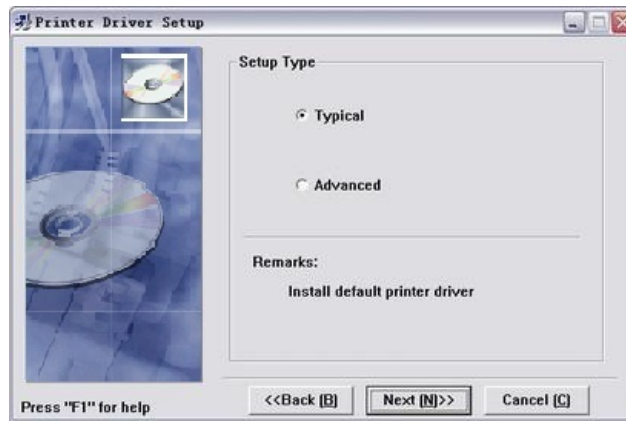 Printer Driver Setup
Setup Type
Typical
Advanced
Remarks:
Install default printer driver
Press "F1" for help
<<Back (B)
Next (N)>>
Cancel (C)